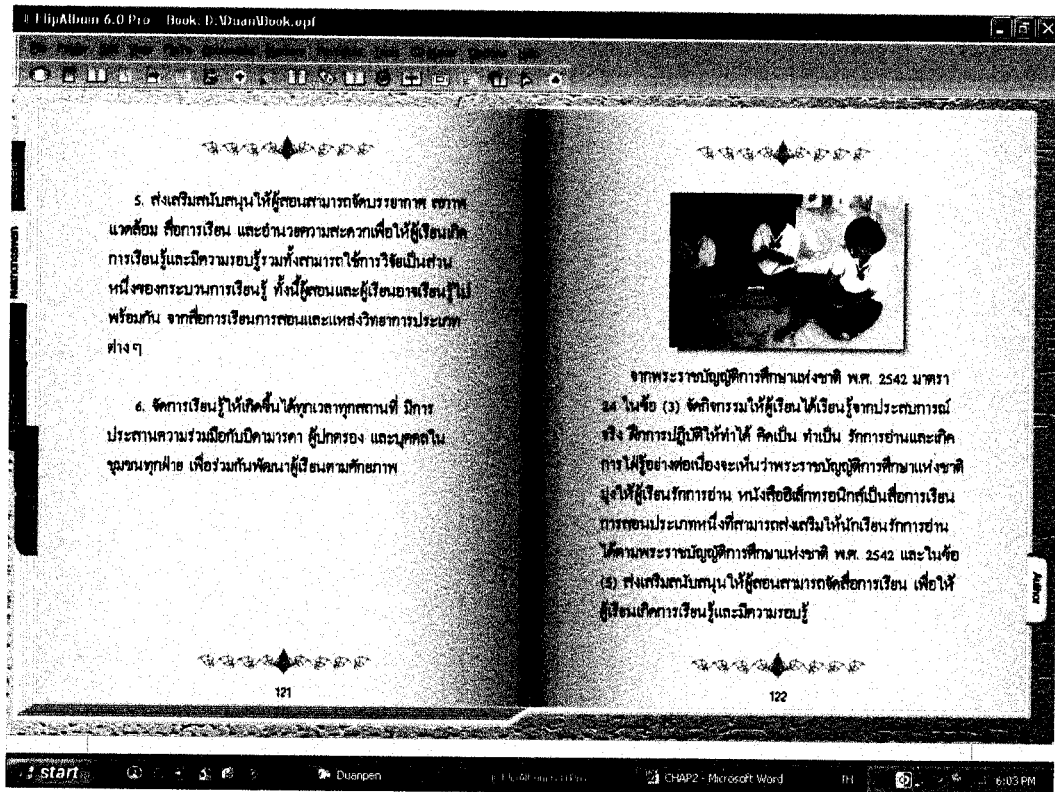 FlipAlbum 6.0 Pro Book: D:\Duan\Book.opf
5. ส่งเสริมสนับสนุนให้ผู้สอนสามารถจัดบรรยากาศ สภาพ
แวดล้อม สื่อการเรียน และอำนวยความสะดวกเพื่อให้ผู้เรียนเกิด
การเรียนรู้และมีความรอบรู้รวมทั้งสามารถใช้การวิจัยเป็นส่วน
หนึ่งของกระบวนการเรียนรู้ ทั้งนี้ผู้สอนและผู้เรียนอาจเรียนรู้ไป
พร้อมกัน จากสื่อการเรียนการสอนและแหล่งวิทยาการประเภท
ต่าง ๆ
6. จัดการเรียนรู้ให้เกิดขึ้นได้ทุกเวลาทุกสถานที่ มีการ
ประสานความร่วมมือกับบิดามารดา ผู้ปกครอง และบุคคลใน
ชุมชนทุกฝ่าย เพื่อร่วมกันพัฒนาผู้เรียนตามศักยภาพ
121
จากพระราชบัญญัติการศึกษาแห่งชาติ พ.ศ. 2542 มาตรา
24 ในข้อ (3) จัดกิจกรรมให้ผู้เรียนได้เรียนรู้จากประสบการณ์
จริง ฝึกการปฏิบัติให้ทำได้ คิดเป็น ทำเป็น รักการอ่านและเกิด
การใฝ่รู้อย่างต่อเนื่องจะเห็นว่าพระราชบัญญัติการศึกษาแห่งชาติ
มุ่งให้ผู้เรียนรักการอ่าน หนังสืออิเล็กทรอนิกส์เป็นสื่อการเรียน
การสอนประเภทหนึ่งที่สามารถส่งเสริมให้นักเรียนรักการอ่าน
ได้ตามพระราชบัญญัติการศึกษาแห่งชาติ พ.ศ. 2542 และในข้อ
(5) ส่งเสริมสนับสนุนให้ผู้สอนสามารถจัดสื่อการเรียน เพื่อให้
ผู้เรียนเกิดการเรียนรู้และมีความรอบรู้
122
Author
start Duanpen CHAP2 - Microsoft Word TH 6:03 PM